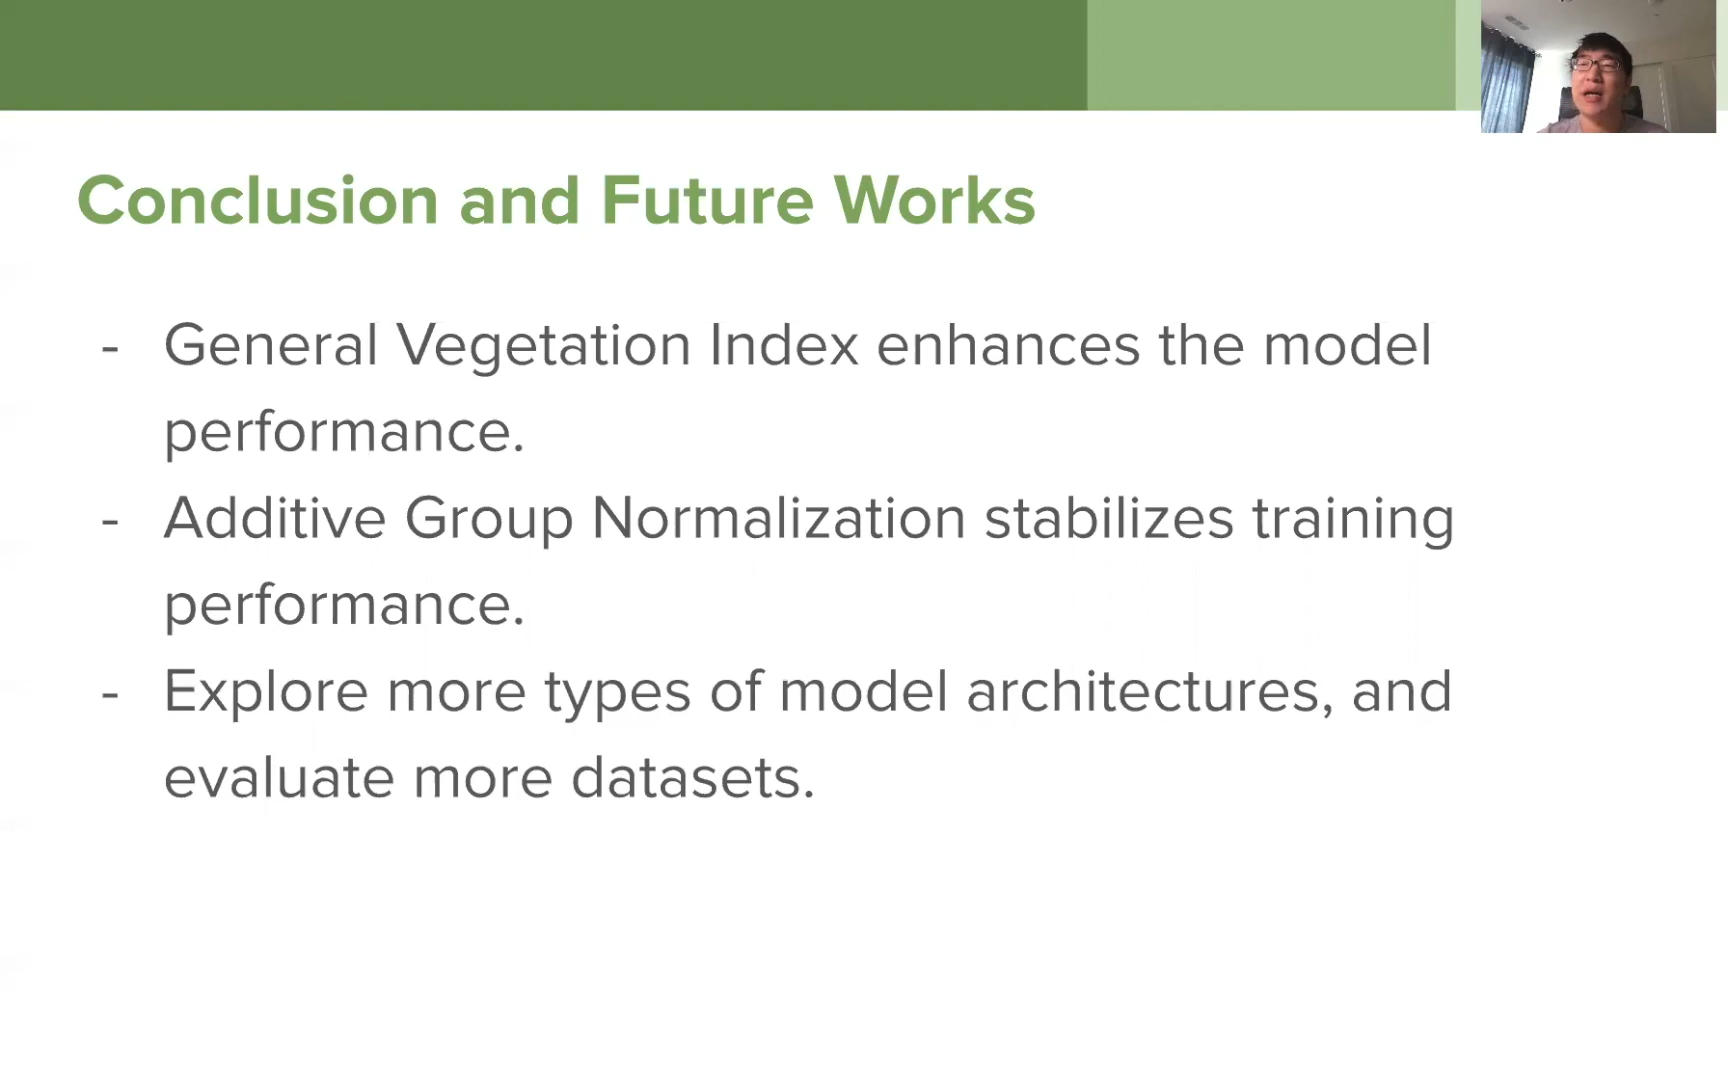 Conclusion and Future Works
- General Vegetation Index enhances the model
performance.
- Additive Group Normalization stabilizes training
performance.
- Explore more types of model architectures, and
evaluate more datasets.